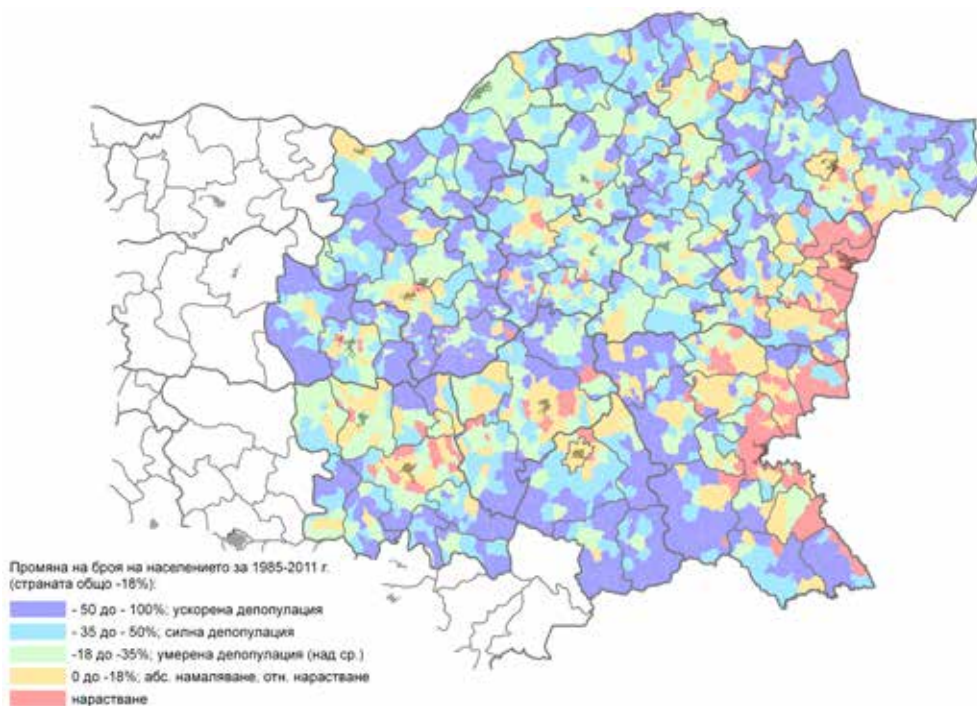 Промяна на броя на населението за 1985-2011 г.
(страната общо -18%):
- 50 до - 100%; ускорена депопулация
- 35 до - 50%; силна депопулация
-18 до -35%; умерена депопулация (над ср.)
0 до -18%; абс. намаляване, отн. нарастване
нарастване